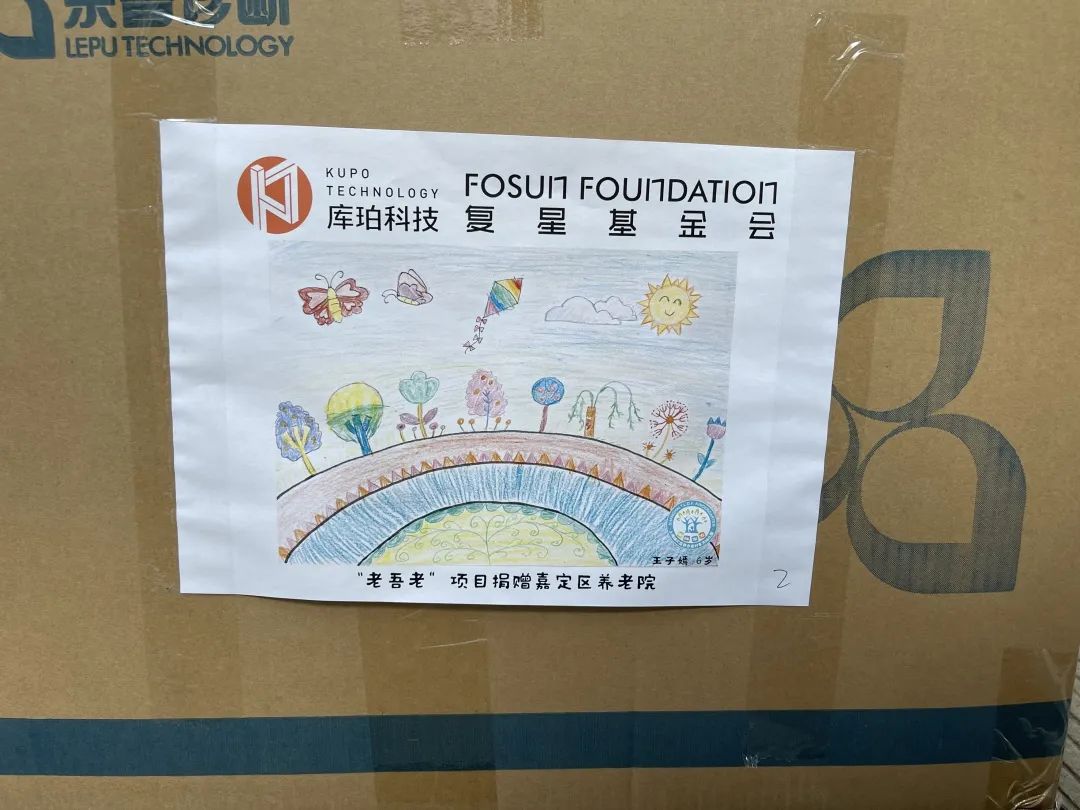 LEPU TECHNOLOGY
KUPO
TECHNOLOGY
库珀科技
FOSUN FOUNDATION
复星基金会
王子嫣 6岁
"老吾老" 项目捐赠嘉定区养老院
2